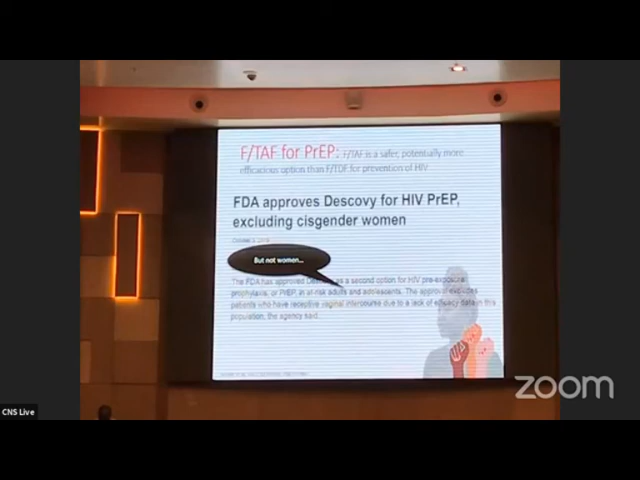 F/TAF for PrEP: F/TAF is a safer, potentially more
efficacious option than F/TDF for prevention of HIV
FDA approves Descovy for HIV PrEP,
excluding cisgender women
October
But not women...
The FDA has approved as a second option for HIV pre-exposure
prophylaxis, or PrEP, in at-risk adults and adolescents. The approval excludes
patients who have receptive vaginal intercourse due to a lack of efficacy data in this
population, the agency said.
zoom
CNS Live